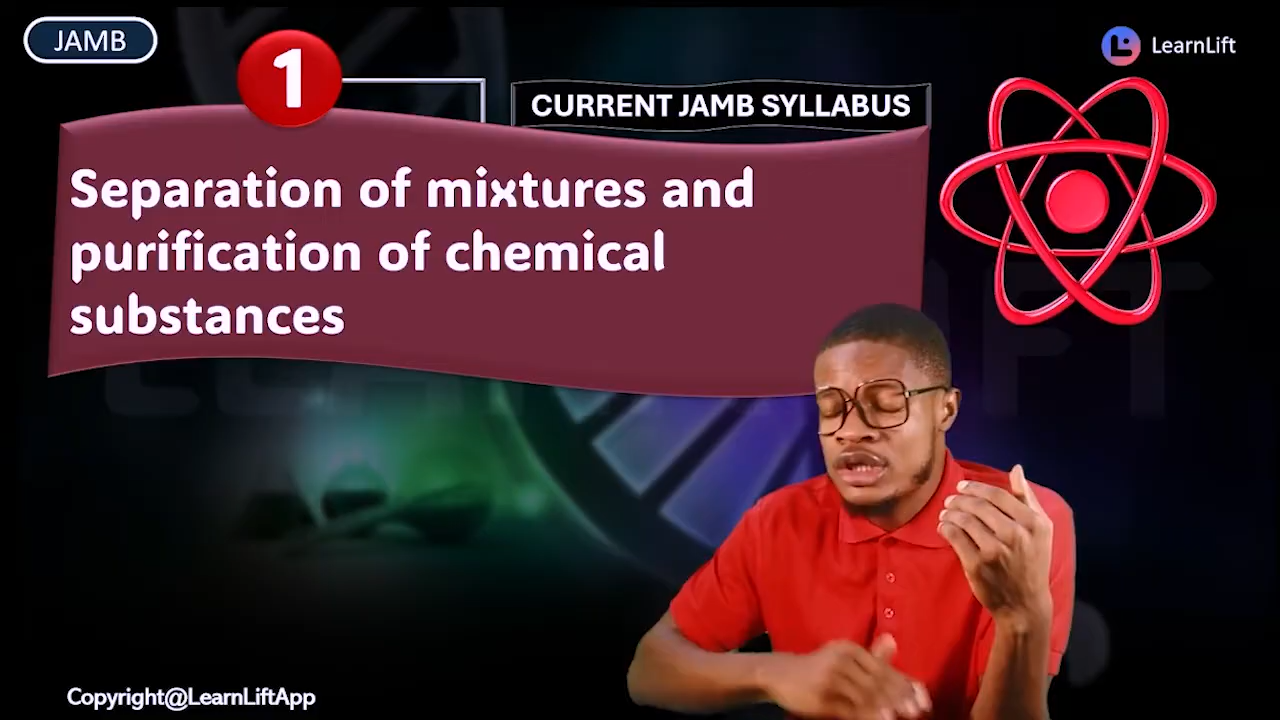 JAMB
LearnLift
1
CURRENT JAMB SYLLABUS
Separation of mixtures and
purification of chemical
substances
Copyright@LearnLiftApp